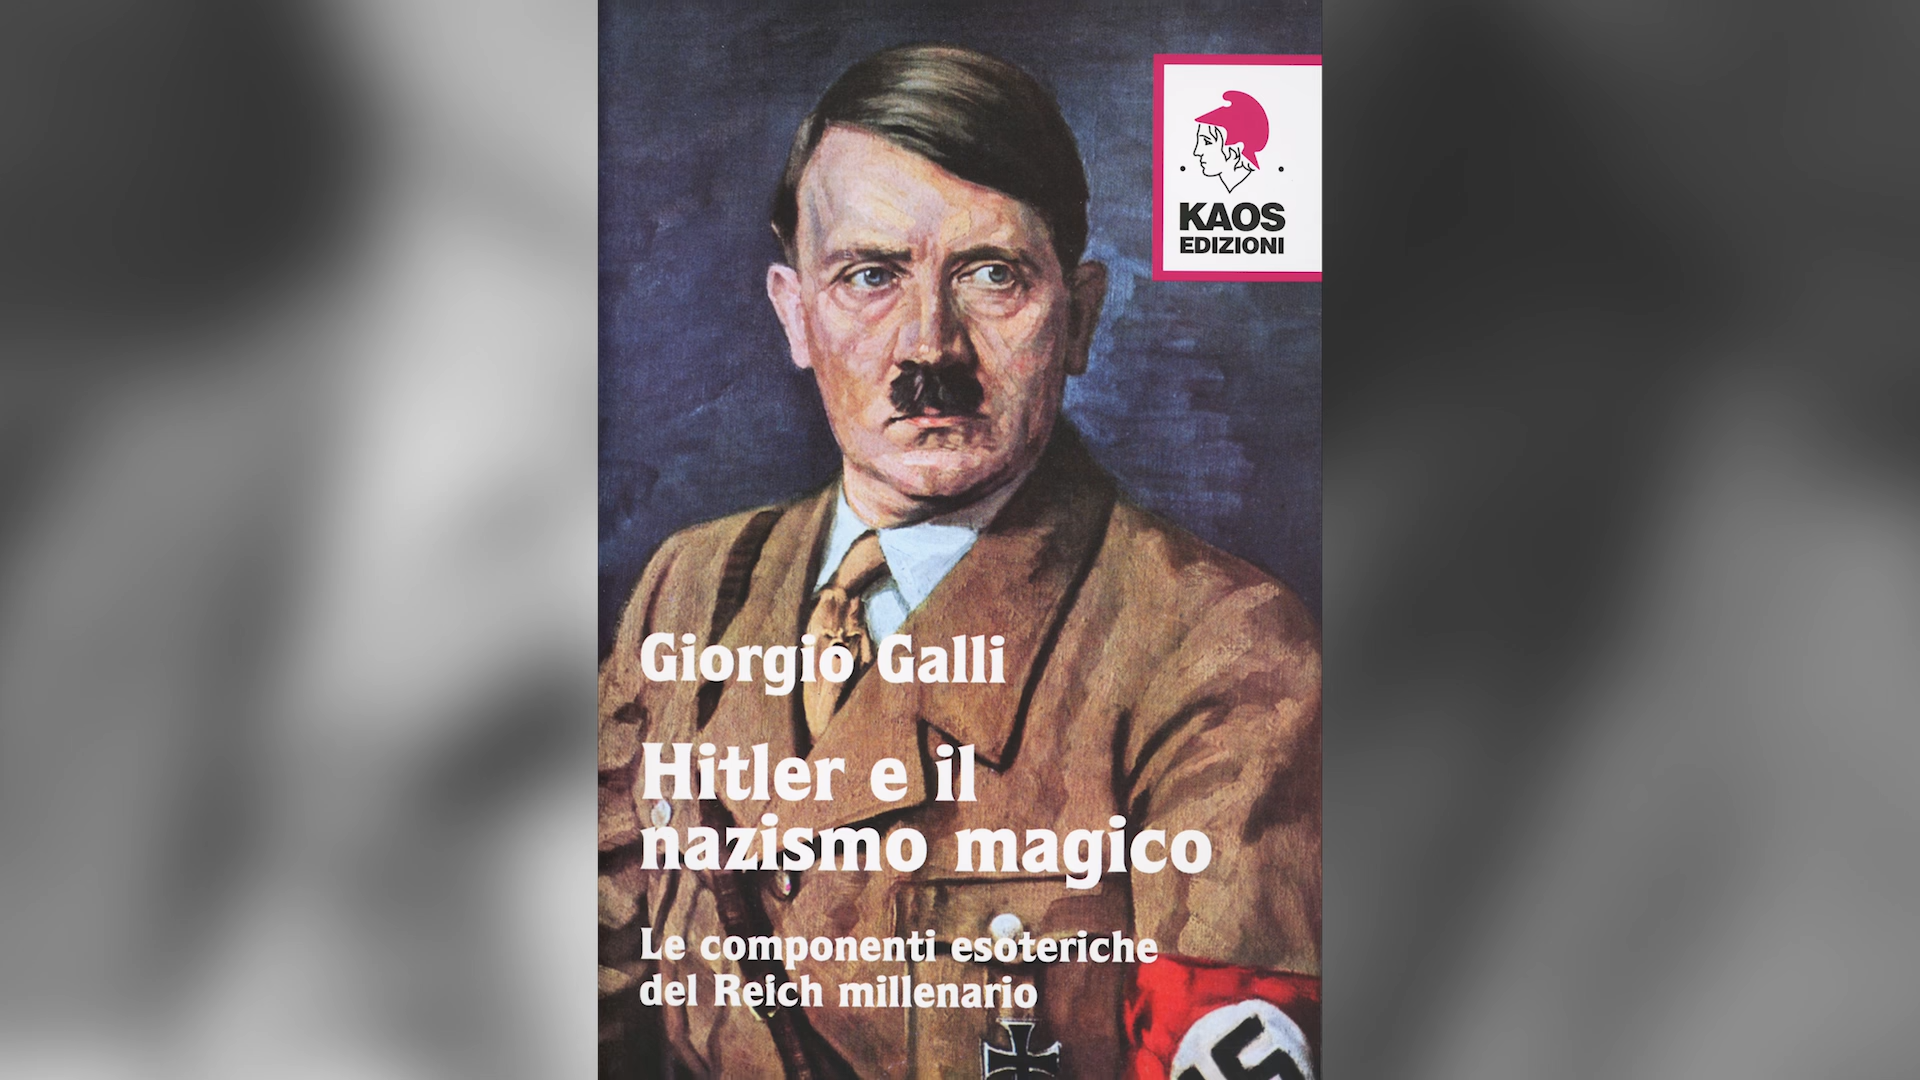 KAOS
EDIZIONI
Giorgio Galli
Hitler e il
nazismo magico
Le componenti esoteriche
del Reich millenario